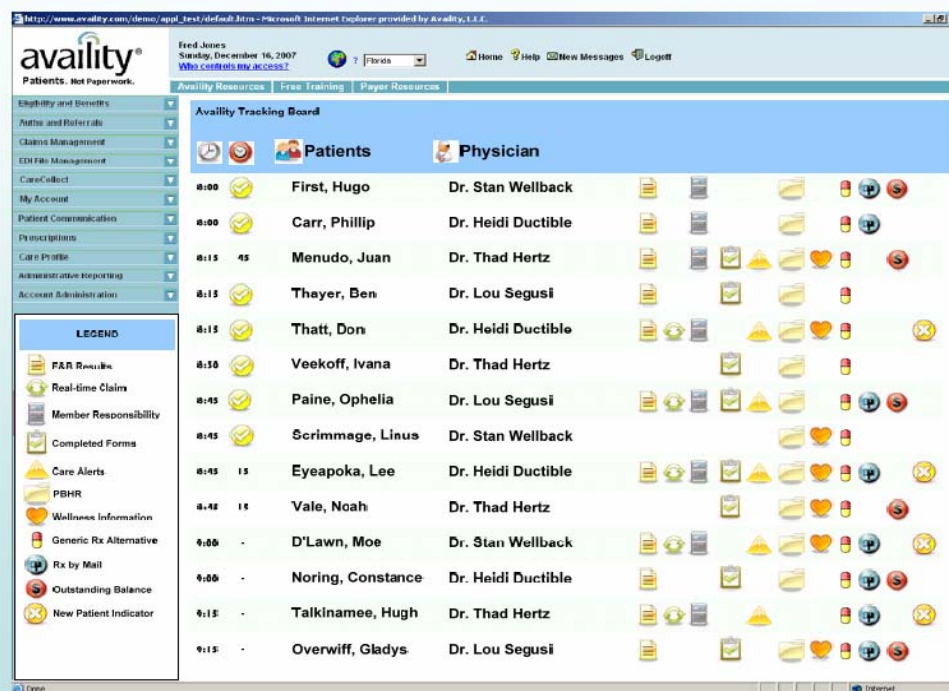 http://www.availity.com/demo/appl_test/default.htm - Microsoft Internet Explorer provided by Availity, L.L.C.
availity®
Patients. Not Paperwork.
Fred Jones
Sunday, December 16, 2007
Who controls my access?
? Florida
Home Help New Messages Logoff
Availity Resources Free Training Payer Resources
Eligibility and Benefits
Auths and Referrals
Claims Management
EDI File Management
CareCollect
My Account
Patient Communication
Prescriptions
Care Profile
Administrative Reporting
Account Administration
LEGEND
E&B Results
Real-time Claim
Member Responsibility
Completed Forms
Care Alerts
PBHR
Wellness Information
Generic Rx Alternative
Rx by Mail
Outstanding Balance
New Patient Indicator
Availity Tracking Board
Patients Physician
8:00 First, Hugo Dr. Stan Wellback
8:00 Carr, Phillip Dr. Heidi Ductible
8:15 45 Menudo, Juan Dr. Thad Hertz
8:15 Thayer, Ben Dr. Lou Segusi
8:15 Thatt, Don Dr. Heidi Ductible
8:30 Veekoff, Ivana Dr. Thad Hertz
8:45 Paine, Ophelia Dr. Lou Segusi
8:45 Scrimmage, Linus Dr. Stan Wellback
8:45 15 Eyeapoka, Lee Dr. Heidi Ductible
8:45 15 Vale, Noah Dr. Thad Hertz
9:00 - D'Lawn, Moe Dr. Stan Wellback
9:00 - Noring, Constance Dr. Heidi Ductible
9:15 - Talkinamee, Hugh Dr. Thad Hertz
9:15 - Overwiff, Gladys Dr. Lou Segusi
Done
Internet